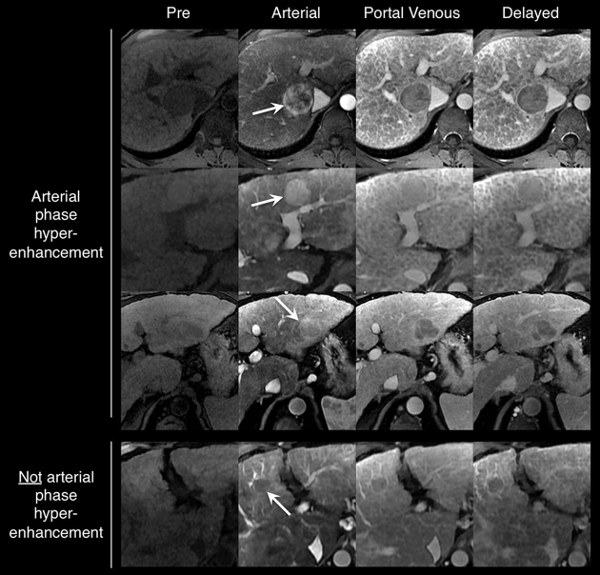 Pre Arterial Portal Venous Delayed
Arterial
phase
hyper-
enhancement
Not arterial
phase
hyper-
enhancement